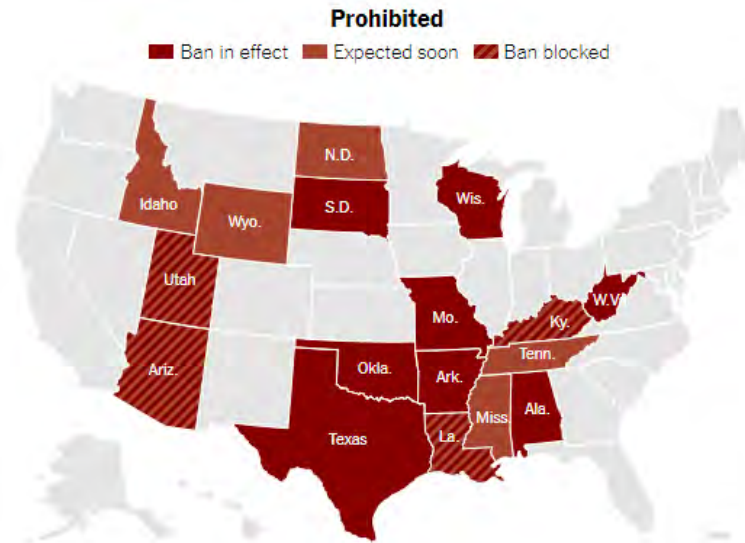 Prohibited
Ban in effect Expected soon Ban blocked
N.D.
Idaho
Wyo.
S.D.
Wis.
Utah
Mo.
Ky.
W.V
Ariz.
Okla.
Ark.
Tenn.
Texas
La.
Miss.
Ala.